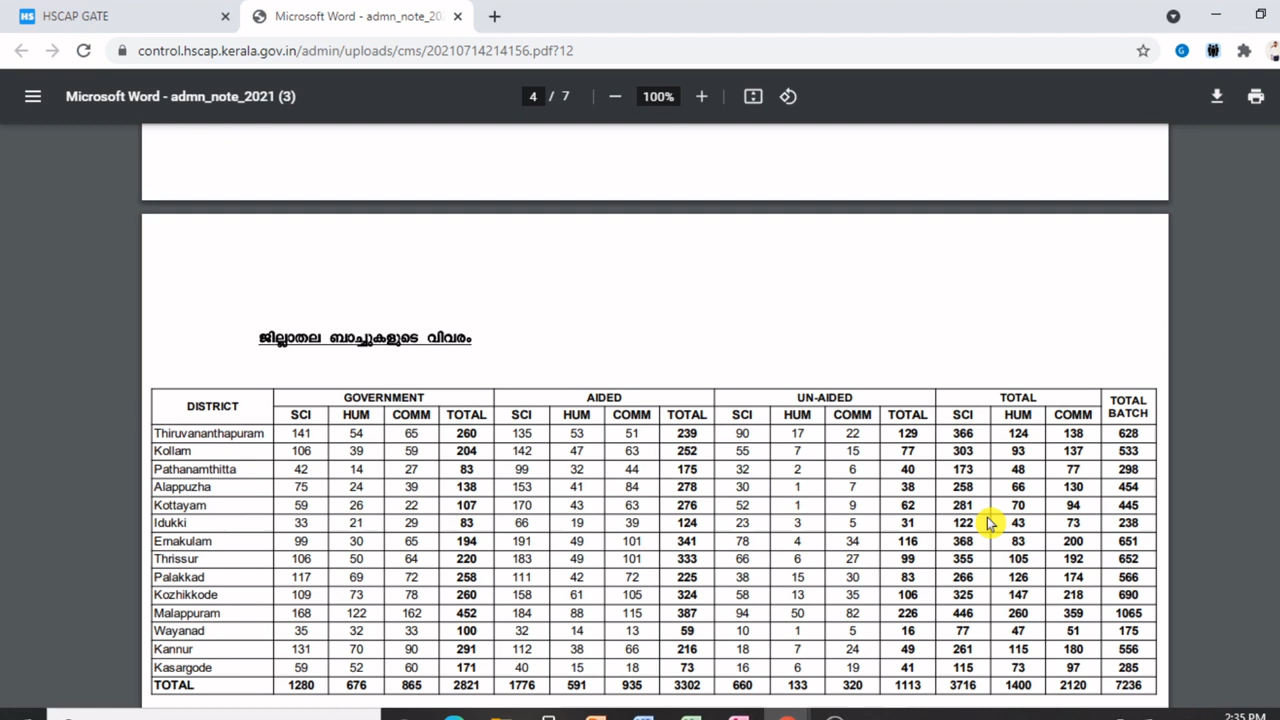 HSCAP GATE
Microsoft Word - admn_note_20
control.hscap.kerala.gov.in/admin/uploads/cms/20210714214156.pdf?12
Microsoft Word - admn_note_2021 (3) 4 / 7 100%
ജില്ലാതല ബാച്ചുകളുടെ വിവരം
DISTRICT GOVERNMENT AIDED UN-AIDED TOTAL TOTAL BATCH
SCI HUM COMM TOTAL SCI HUM COMM TOTAL SCI HUM COMM TOTAL SCI HUM COMM
Thiruvananthapuram 141 54 65 260 135 53 51 239 90 17 22 129 366 124 138 628
Kollam 106 39 59 204 142 47 63 252 55 7 15 77 303 93 137 533
Pathanamthitta 42 14 27 83 99 32 44 175 32 2 6 40 173 48 77 298
Alappuzha 75 24 39 138 153 41 84 278 30 1 7 38 258 66 130 454
Kottayam 59 26 22 107 170 43 63 276 52 1 9 62 281 70 94 445
Idukki 33 21 29 83 66 19 39 124 23 3 5 31 122 43 73 238
Ernakulam 99 30 65 194 191 49 101 341 78 4 34 116 368 83 200 651
Thrissur 106 50 64 220 183 49 101 333 66 6 27 99 355 105 192 652
Palakkad 117 69 72 258 111 42 72 225 38 15 30 83 266 126 174 566
Kozhikkode 109 73 78 260 158 61 105 324 58 13 35 106 325 147 218 690
Malappuram 168 122 162 452 184 88 115 387 94 50 82 226 446 260 359 1065
Wayanad 35 32 33 100 32 14 13 59 10 1 5 16 77 47 51 175
Kannur 131 70 90 291 112 38 66 216 18 7 24 49 261 115 180 556
Kasargode 59 52 60 171 40 15 18 73 16 6 19 41 115 73 97 285
TOTAL 1280 676 865 2821 1776 591 935 3302 660 133 320 1113 3716 1400 2120 7236
2:35 PM